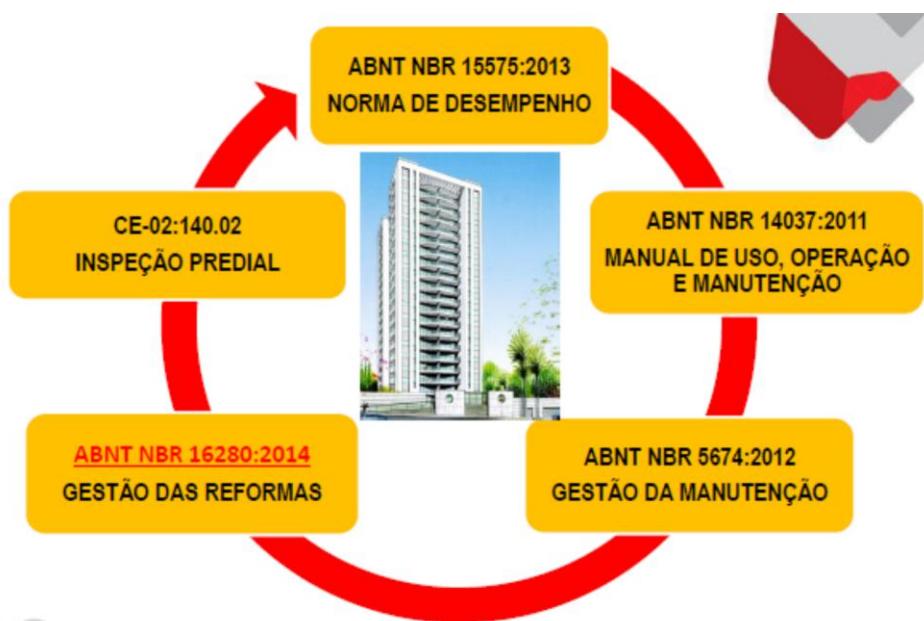 ABNT NBR 15575:2013
NORMA DE DESEMPENHO
ABNT NBR 14037:2011
MANUAL DE USO, OPERAÇÃO
E MANUTENÇÃO
ABNT NBR 5674:2012
GESTÃO DA MANUTENÇÃO
ABNT NBR 16280:2014
GESTÃO DAS REFORMAS
CE-02:140.02
INSPEÇÃO PREDIAL